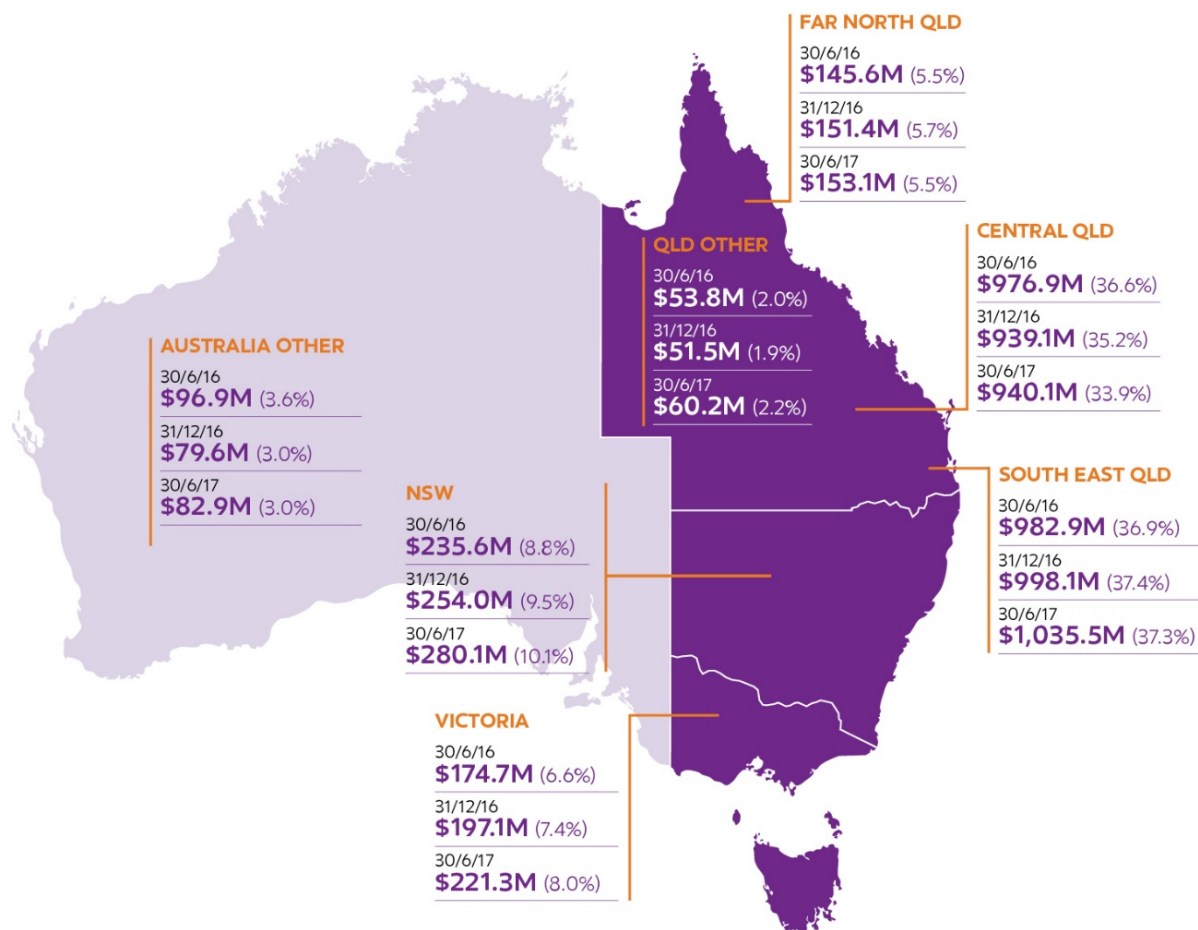 FAR NORTH QLD
30/6/16
$145.6M (5.5%)
31/12/16
$151.4M (5.7%)
30/6/17
$153.1M (5.5%)
CENTRAL QLD
30/6/16
$976.9M (36.6%)
31/12/16
$939.1M (35.2%)
30/6/17
$940.1M (33.9%)
QLD OTHER
30/6/16
$53.8M (2.0%)
31/12/16
$51.5M (1.9%)
30/6/17
$60.2M (2.2%)
AUSTRALIA OTHER
30/6/16
$96.9M (3.6%)
31/12/16
$79.6M (3.0%)
30/6/17
$82.9M (3.0%)
SOUTH EAST QLD
30/6/16
$982.9M (36.9%)
31/12/16
$998.1M (37.4%)
30/6/17
$1,035.5M (37.3%)
NSW
30/6/16
$235.6M (8.8%)
31/12/16
$254.0M (9.5%)
30/6/17
$280.1M (10.1%)
VICTORIA
30/6/16
$174.7M (6.6%)
31/12/16
$197.1M (7.4%)
30/6/17
$221.3M (8.0%)